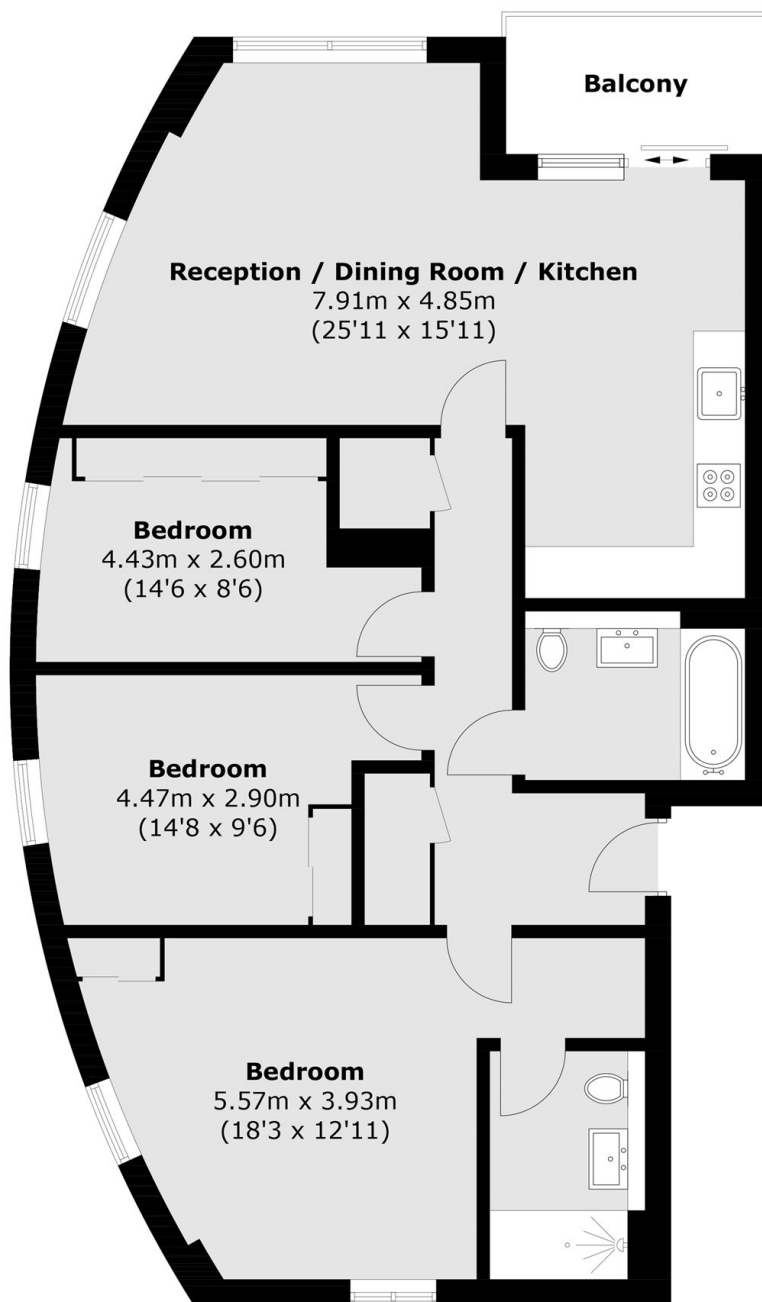 Balcony
Reception / Dining Room / Kitchen
7.91m x 4.85m
(25'11 x 15'11)
Bedroom
4.43m x 2.60m
(14'6 x 8'6)
Bedroom
4.47m x 2.90m
(14'8 x 9'6)
Bedroom
5.57m x 3.93m
(18'3 x 12'11)